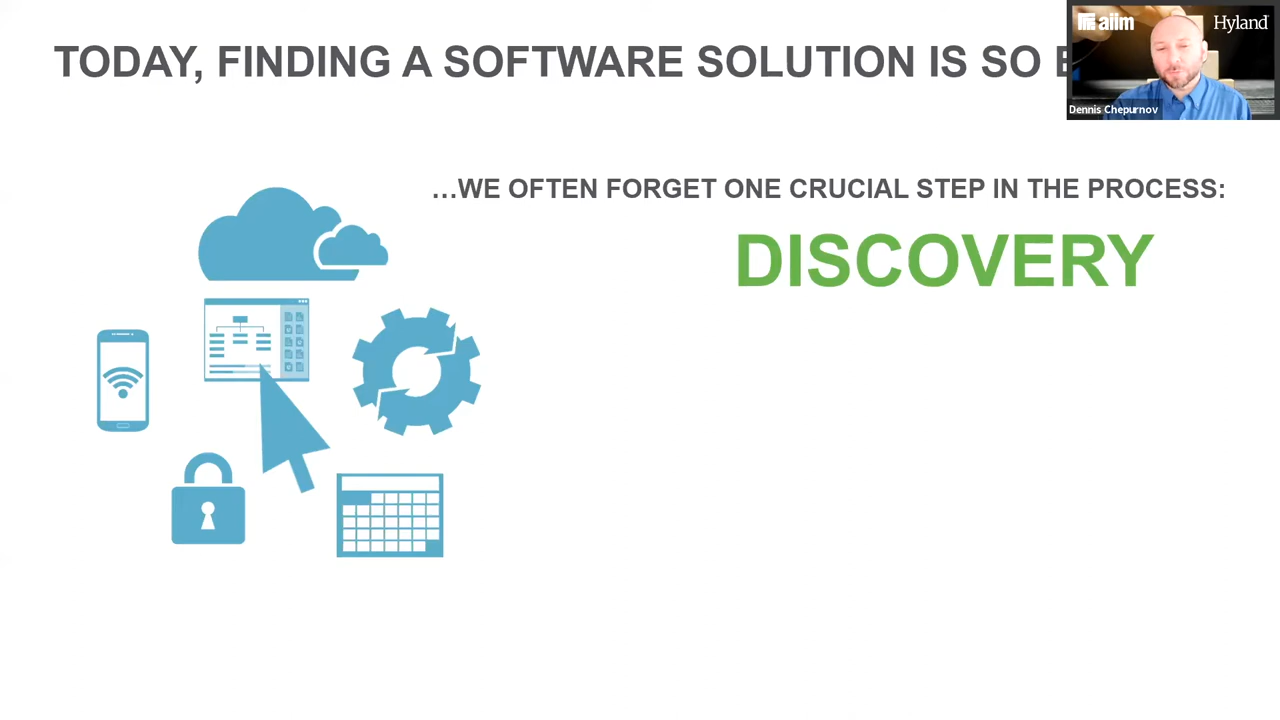 TODAY, FINDING A SOFTWARE SOLUTION IS SO
aiim
Hyland
Dennis Chepurnov
...WE OFTEN FORGET ONE CRUCIAL STEP IN THE PROCESS:
DISCOVERY